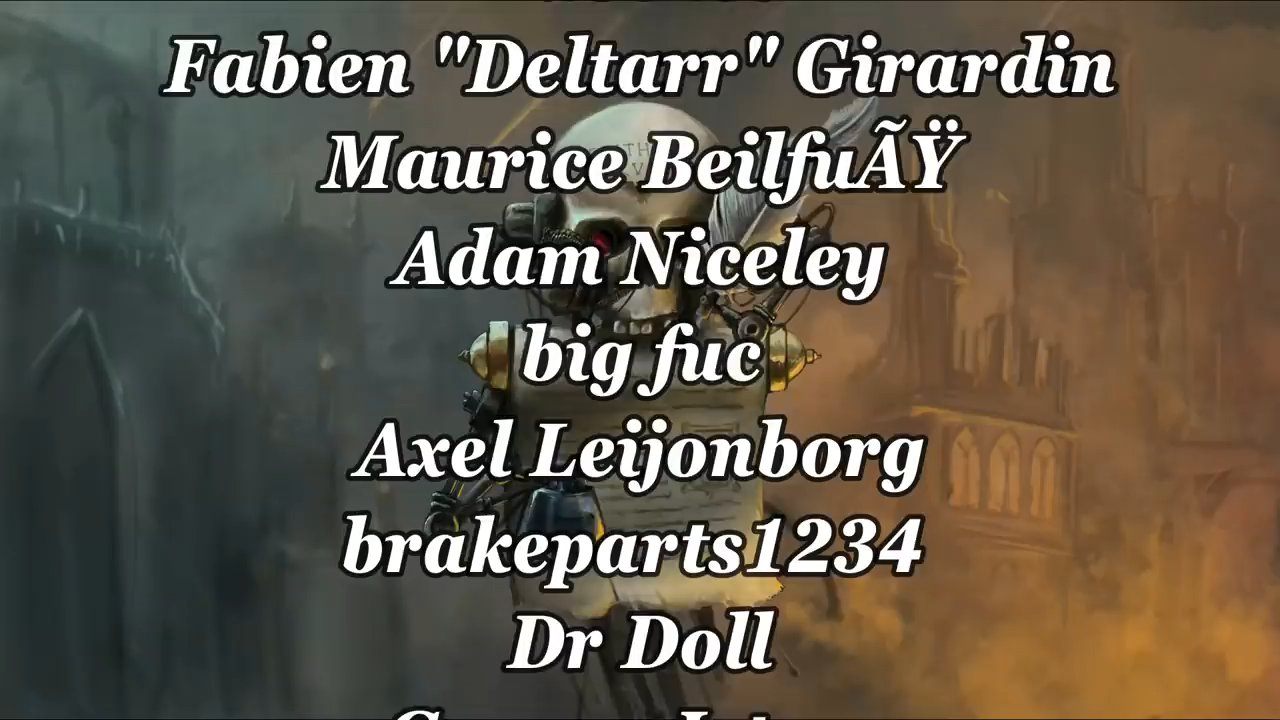 Fabien "Deltarr" Girardin
Maurice BeilfuÃŸ
Adam Niceley
big fuc
Axel Leijonborg
brakeparts1234
Dr Doll